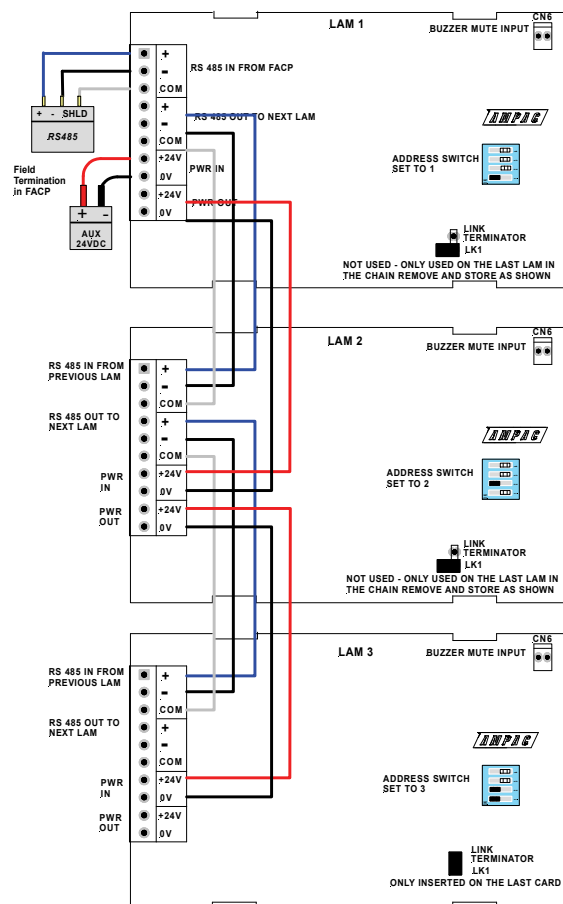 LAM 1
CN6
BUZZER MUTE INPUT
+
-
COM
RS 485 IN FROM FACP
+
-
COM
RS 485 OUT TO NEXT LAM
+24V
0V
PWR IN
+24V
0V
PWR OUT
+ - SHLD
RS485
Field
Termination
in FACP
+ -
AUX
24VDC
AMPAC
ADDRESS SWITCH
SET TO 1
LINK
TERMINATOR
LK1
NOT USED - ONLY USED ON THE LAST LAM IN
THE CHAIN REMOVE AND STORE AS SHOWN
LAM 2
CN6
BUZZER MUTE INPUT
RS 485 IN FROM
PREVIOUS LAM
+
-
COM
RS 485 OUT TO
NEXT LAM
+
-
COM
PWR
IN
+24V
0V
PWR
OUT
+24V
0V
AMPAC
ADDRESS SWITCH
SET TO 2
LINK
TERMINATOR
LK1
NOT USED - ONLY USED ON THE LAST LAM IN
THE CHAIN REMOVE AND STORE AS SHOWN
LAM 3
CN6
BUZZER MUTE INPUT
RS 485 IN FROM
PREVIOUS LAM
+
-
COM
RS 485 OUT TO
NEXT LAM
+
-
COM
PWR
IN
+24V
0V
PWR
OUT
+24V
0V
AMPAC
ADDRESS SWITCH
SET TO 3
LINK
TERMINATOR
LK1
ONLY INSERTED ON THE LAST CARD